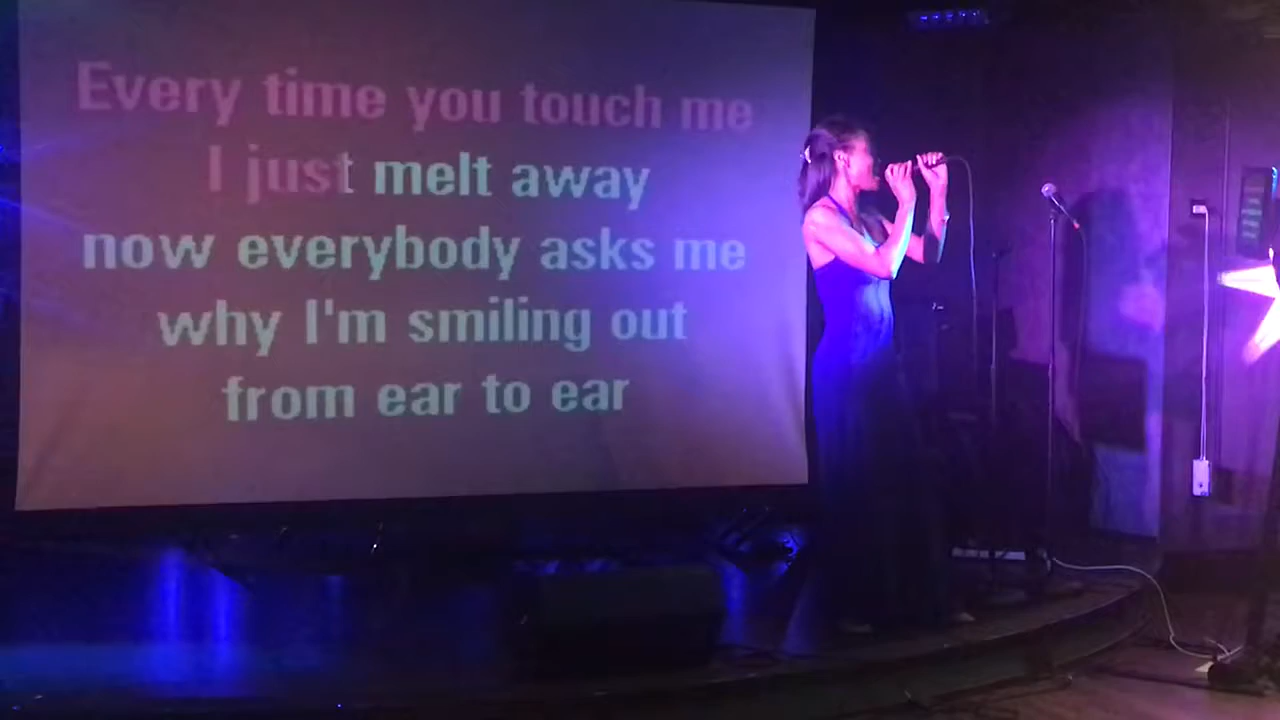 Every time you touch me
I just melt away
now everybody asks me
why I'm smiling out
from ear to ear